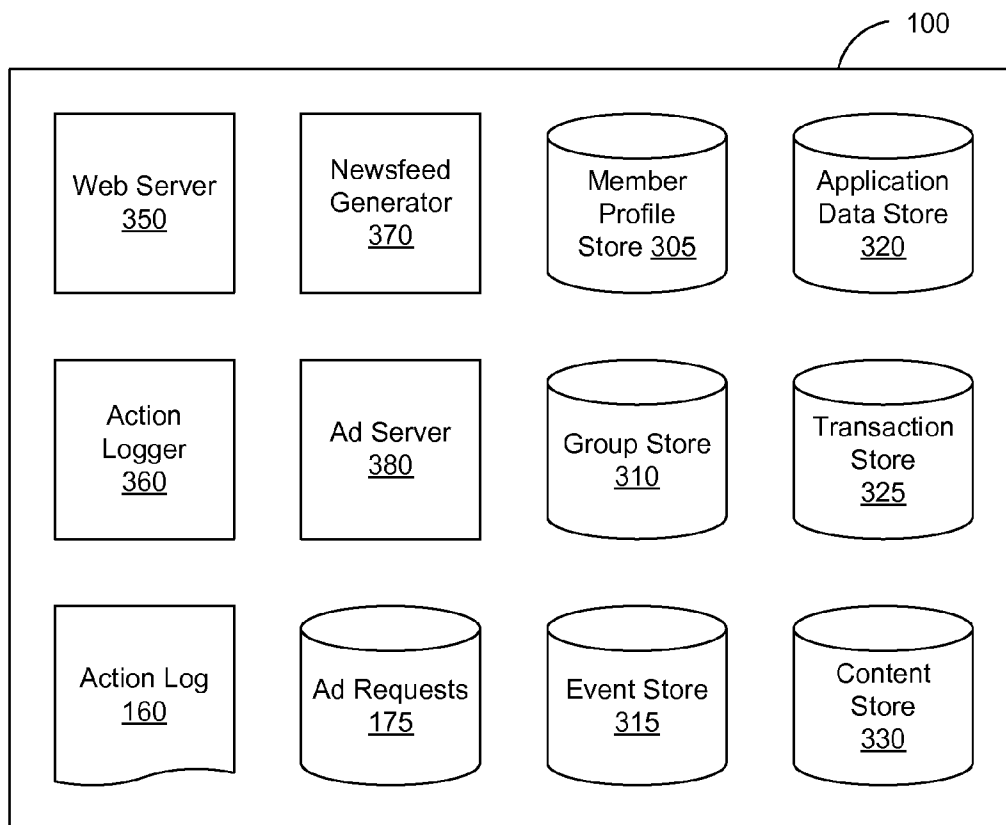 100
Web Server
350
Newsfeed
Generator
370
Member
Profile
Store 305
Application
Data Store
320
Action
Logger
360
Ad Server
380
Group Store
310
Transaction
Store
325
Action Log
160
Ad Requests
175
Event Store
315
Content
Store
330